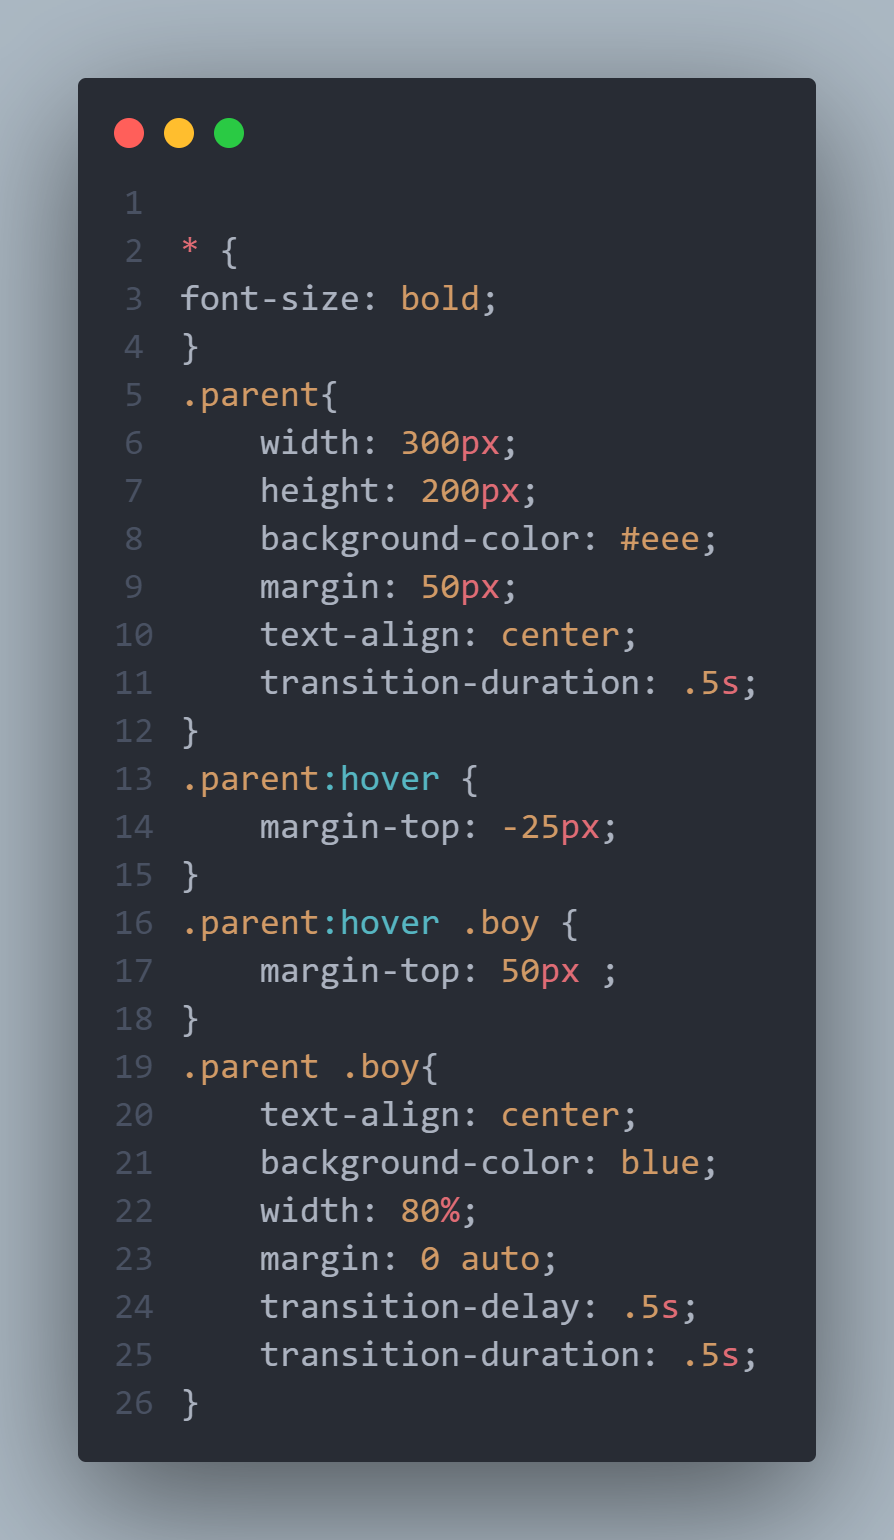 1
2 * {
3 font-size: bold;
4 }
5 .parent{
6     width: 300px;
7     height: 200px;
8     background-color: #eee;
9     margin: 50px;
10     text-align: center;
11     transition-duration: .5s;
12 }
13 .parent:hover {
14     margin-top: -25px;
15 }
16 .parent:hover .boy {
17     margin-top: 50px ;
18 }
19 .parent .boy{
20     text-align: center;
21     background-color: blue;
22     width: 80%;
23     margin: 0 auto;
24     transition-delay: .5s;
25     transition-duration: .5s;
26 }